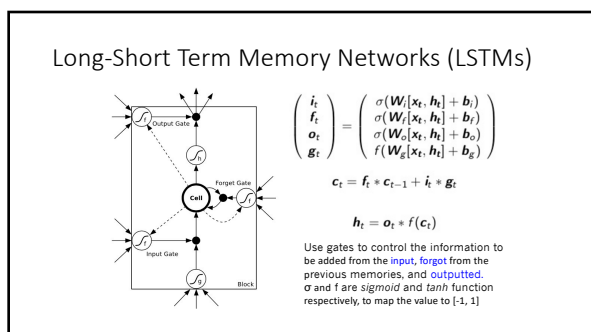 Long-Short Term Memory Networks (LSTMs)
f
Output Gate
h
Forget Gate
Cell
f
f
Input Gate
g
Block
i_t = σ(W_i[x_t, h_t] + b_i)
f_t = σ(W_f[x_t, h_t] + b_f)
o_t = σ(W_o[x_t, h_t] + b_o)
g_t = f(W_g[x_t, h_t] + b_g)
c_t = f_t * c_{t−1} + i_t * g_t
h_t = o_t * f(c_t)
Use gates to control the information to
be added from the input, forgot from the
previous memories, and outputted.
σ and f are sigmoid and tanh function
respectively, to map the value to [-1, 1]